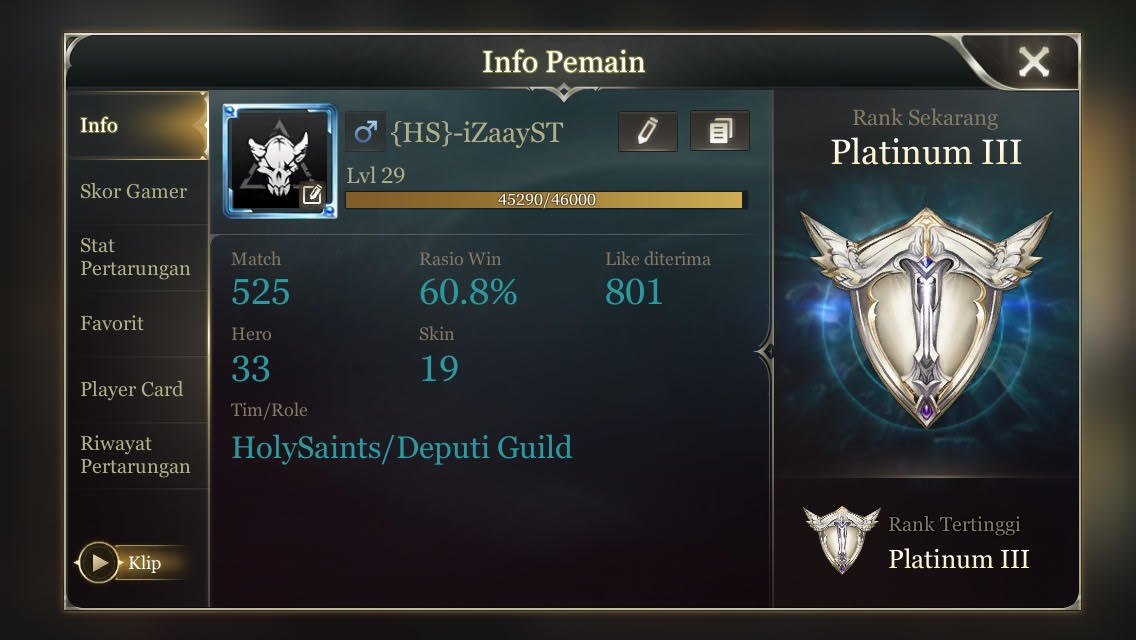 Info Pemain
Info
Skor Gamer
Stat
Pertarungan
Favorit
Player Card
Riwayat
Pertarungan
Klip
{HS}-iZaayST
Lvl 29
45290/46000
Match
Rasio Win
Like diterima
525
60.8%
801
Hero
Skin
33
19
Tim/Role
HolySaints/Deputi Guild
Rank Sekarang
Platinum III
Rank Tertinggi
Platinum III